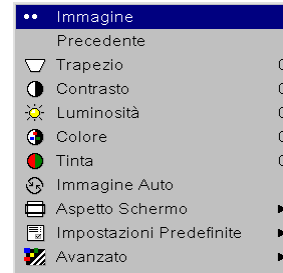 Immagine
Precedente
Trapezio
Contrasto
Luminosità
Colore
Tinta
Immagine Auto
Aspetto Schermo
Impostazioni Predefinite
Avanzato